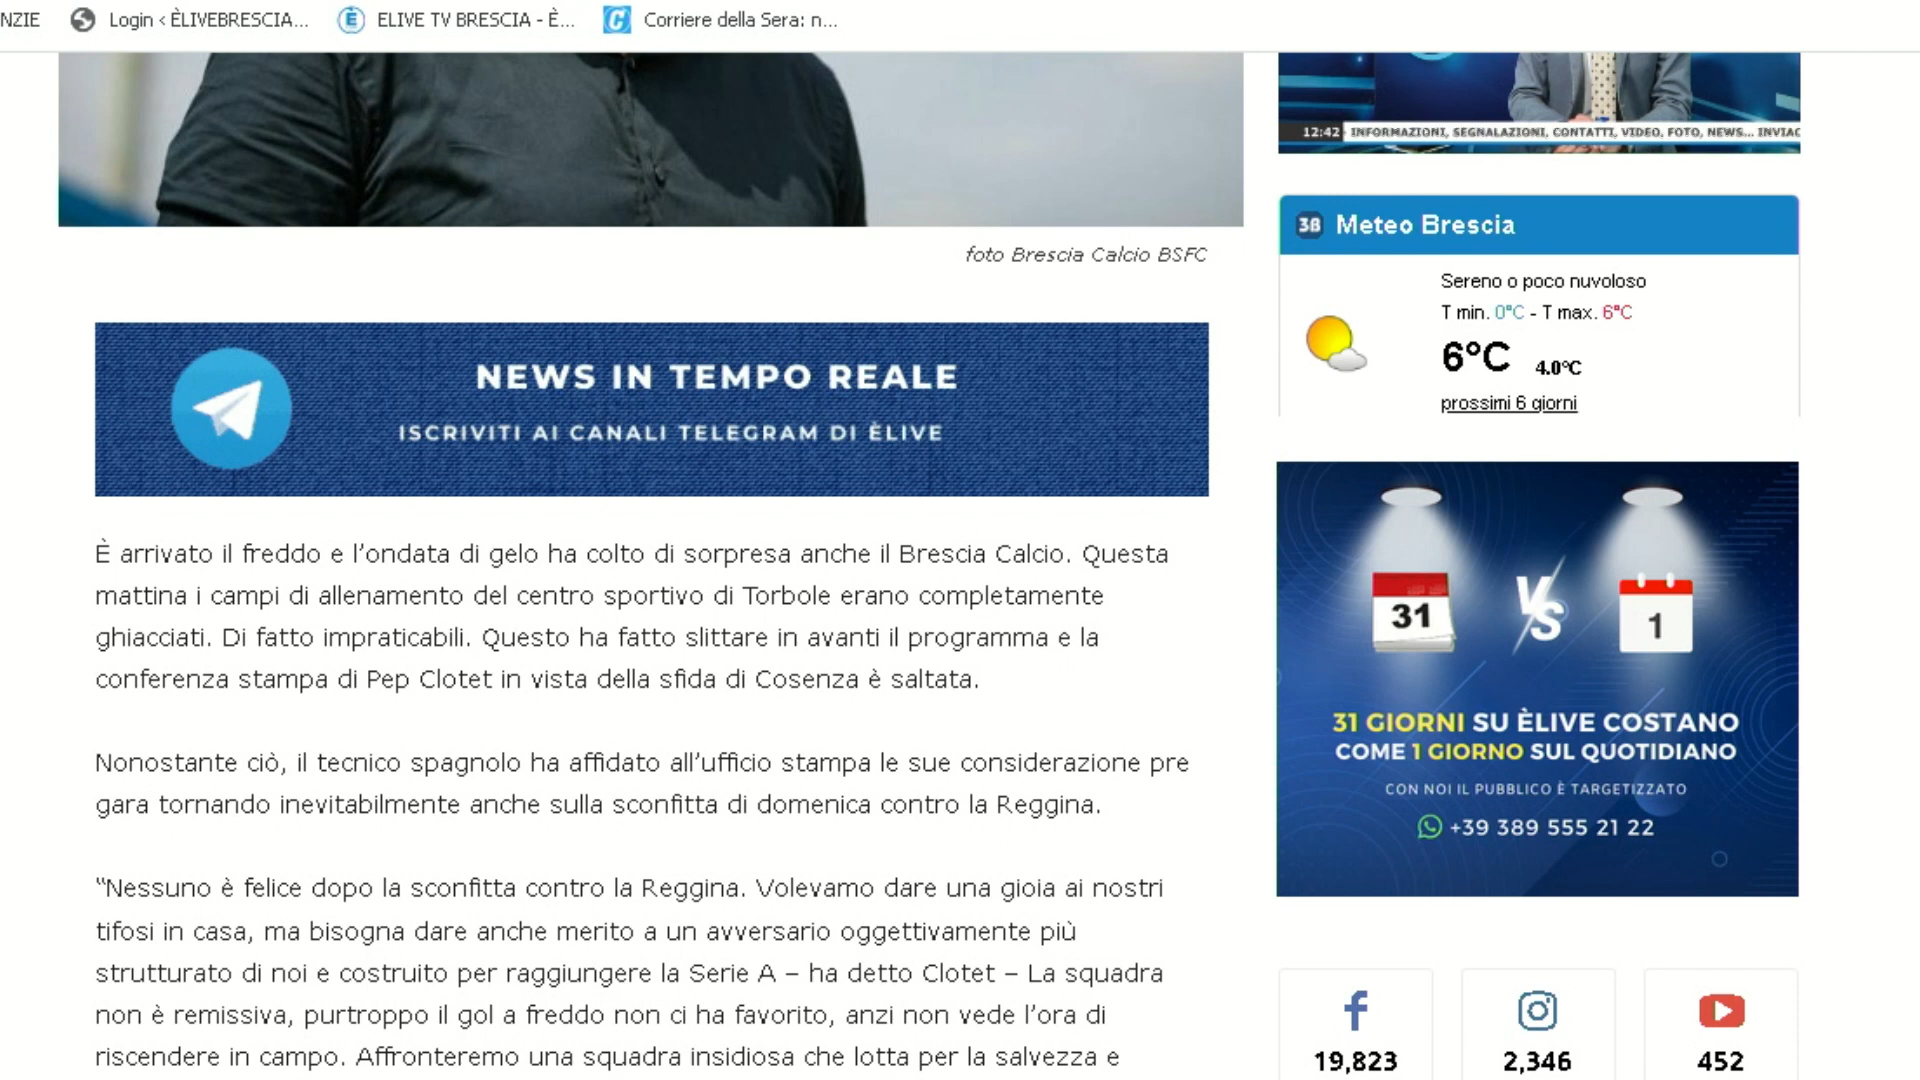 NZIE
Login < ÈLIVEBRESCIA...
ELIVE TV BRESCIA - È...
Corriere della Sera: n...
12:42 INFORMAZIONI, SEGNALAZIONI, CONTATTI, VIDEO, FOTO, NEWS... INVIAC
foto Brescia Calcio BSFC
NEWS IN TEMPO REALE
ISCRIVITI AI CANALI TELEGRAM DI ÈLIVE
È arrivato il freddo e l’ondata di gelo ha colto di sorpresa anche il Brescia Calcio. Questa
mattina i campi di allenamento del centro sportivo di Torbole erano completamente
ghiacciati. Di fatto impraticabili. Questo ha fatto slittare in avanti il programma e la
conferenza stampa di Pep Clotet in vista della sfida di Cosenza è saltata.
Nonostante ciò, il tecnico spagnolo ha affidato all’ufficio stampa le sue considerazione pre
gara tornando inevitabilmente anche sulla sconfitta di domenica contro la Reggina.
“Nessuno è felice dopo la sconfitta contro la Reggina. Volevamo dare una gioia ai nostri
tifosi in casa, ma bisogna dare anche merito a un avversario oggettivamente più
strutturato di noi e costruito per raggiungere la Serie A – ha detto Clotet – La squadra
non è remissiva, purtroppo il gol a freddo non ci ha favorito, anzi non vede l’ora di
riscendere in campo. Affronteremo una squadra insidiosa che lotta per la salvezza e
3B Meteo Brescia
Sereno o poco nuvoloso
T min. 0°C - T max. 6°C
6°C 4.0°C
prossimi 6 giorni
31 VS 1
31 GIORNI SU ÈLIVE COSTANO
COME 1 GIORNO SUL QUOTIDIANO
CON NOI IL PUBBLICO È TARGETIZZATO
+39 389 555 21 22
19,823
2,346
452